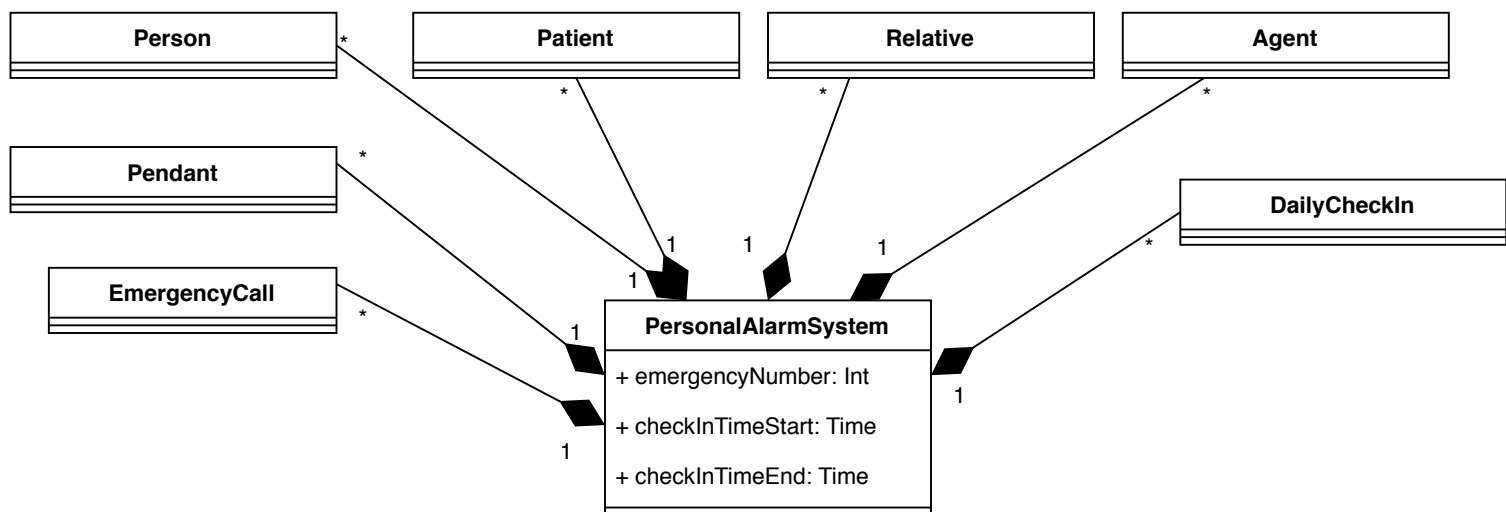 Person
*
Patient
*
Relative
*
Agent
*
Pendant
*
DailyCheckIn
*
EmergencyCall
*
1
1
1
1
1
1
1
PersonalAlarmSystem
+ emergencyNumber: Int
+ checkInTimeStart: Time
+ checkInTimeEnd: Time